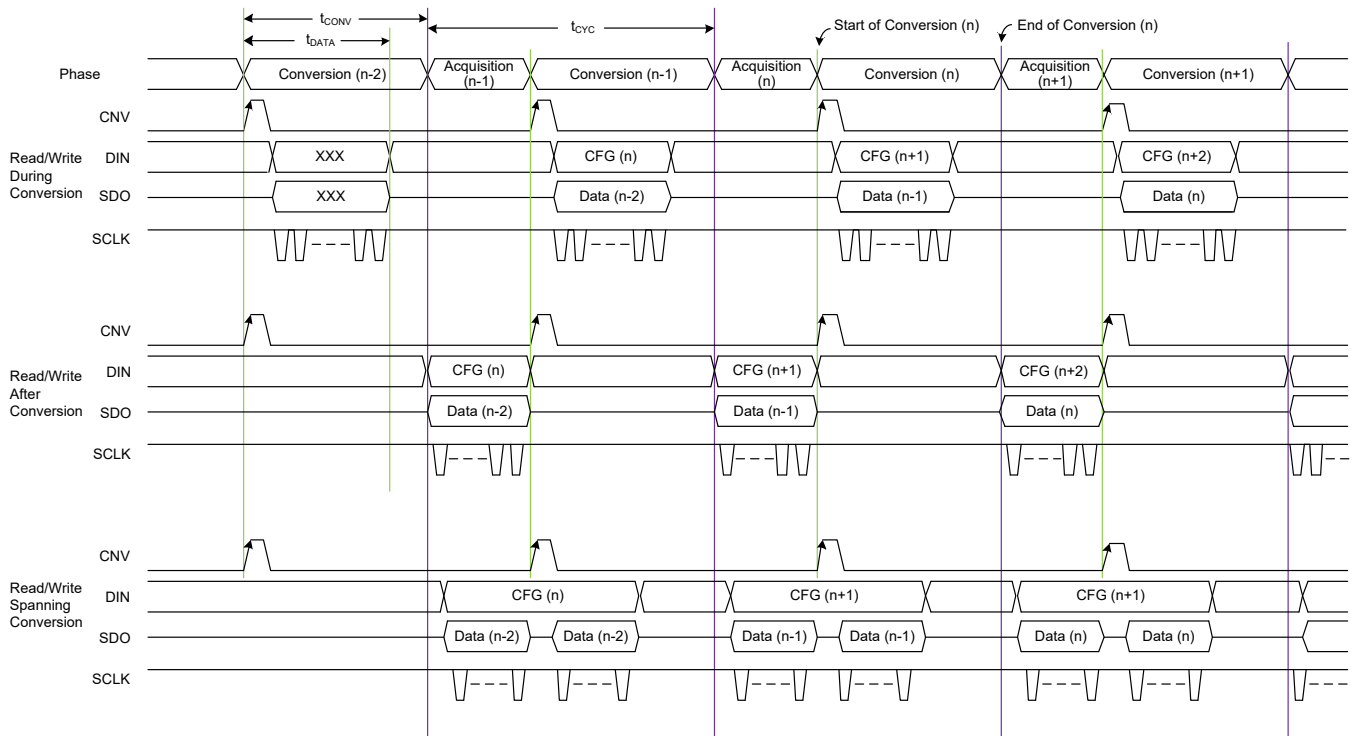 tCONV
tDATA
tCYC
Start of Conversion (n)
End of Conversion (n)
Phase
Conversion (n-2)
Acquisition
(n-1)
Conversion (n-1)
Acquisition
(n)
Conversion (n)
Acquisition
(n+1)
Conversion (n+1)
CNV
Read/Write
During
Conversion
DIN
XXX
CFG (n)
CFG (n+1)
CFG (n+2)
SDO
XXX
Data (n-2)
Data (n-1)
Data (n)
SCLK
CNV
Read/Write
After
Conversion
DIN
CFG (n)
CFG (n+1)
CFG (n+2)
SDO
Data (n-2)
Data (n-1)
Data (n)
SCLK
CNV
Read/Write
Spanning
Conversion
DIN
CFG (n)
CFG (n+1)
CFG (n+1)
SDO
Data (n-2)
Data (n-2)
Data (n-1)
Data (n-1)
Data (n)
Data (n)
SCLK